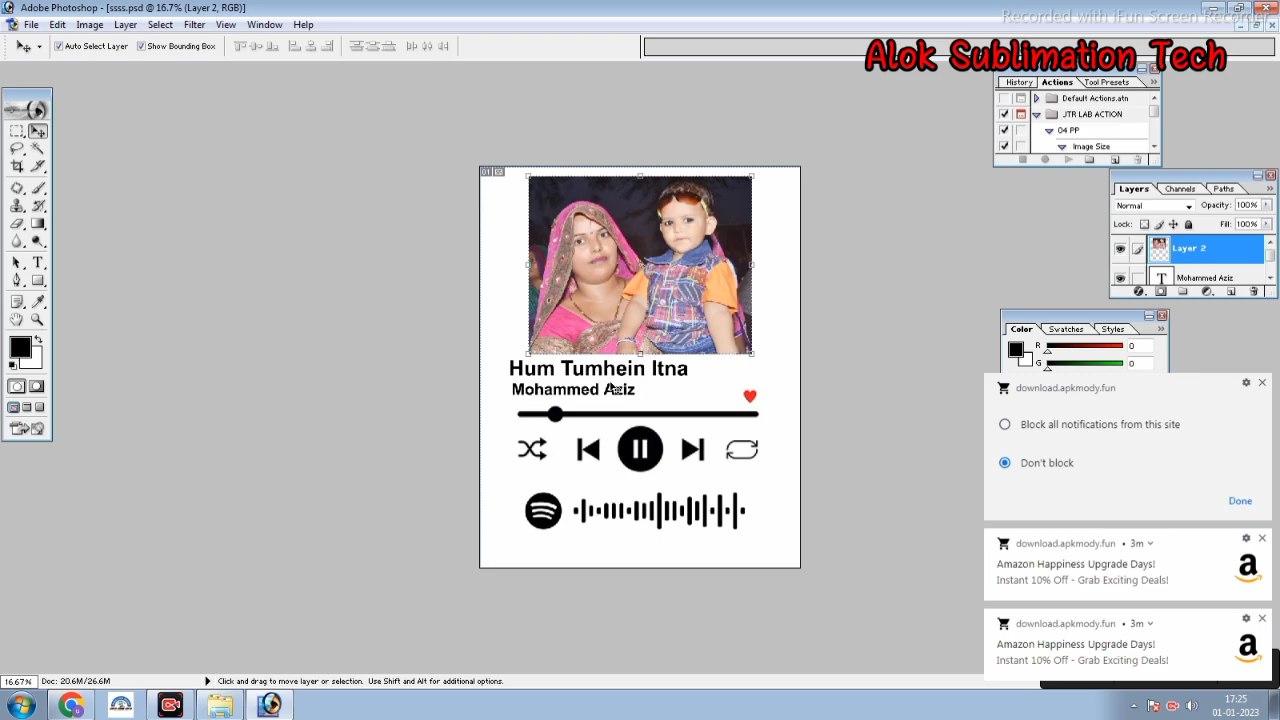 Adobe Photoshop - [ssss.psd @ 16.7% (Layer 2, RGB)]
Recorded with iFun Screen Recorder
File Edit Image Layer Select Filter View Window Help
Auto Select Layer Show Bounding Box
Alok Sublimation Tech
History Actions Tool Presets
Default Actions.atn
JTR LAB ACTION
04 PP
Image Size
01
Layers Channels Paths
Normal Opacity: 100%
Lock: Fill: 100%
Layer 2
T Mohammed Aziz
Color Swatches Styles
R 0
G 0
Hum Tumhein Itna
Mohammed Aziz
download.apkmody.fun
Block all notifications from this site
Don't block
Done
download.apkmody.fun • 3m
Amazon Happiness Upgrade Days!
Instant 10% Off - Grab Exciting Deals!
download.apkmody.fun • 3m
Amazon Happiness Upgrade Days!
Instant 10% Off - Grab Exciting Deals!
16.67% Doc: 20.6M/26.6M Click and drag to move layer or selection. Use Shift and Alt for additional options.
17:25
01-01-2023